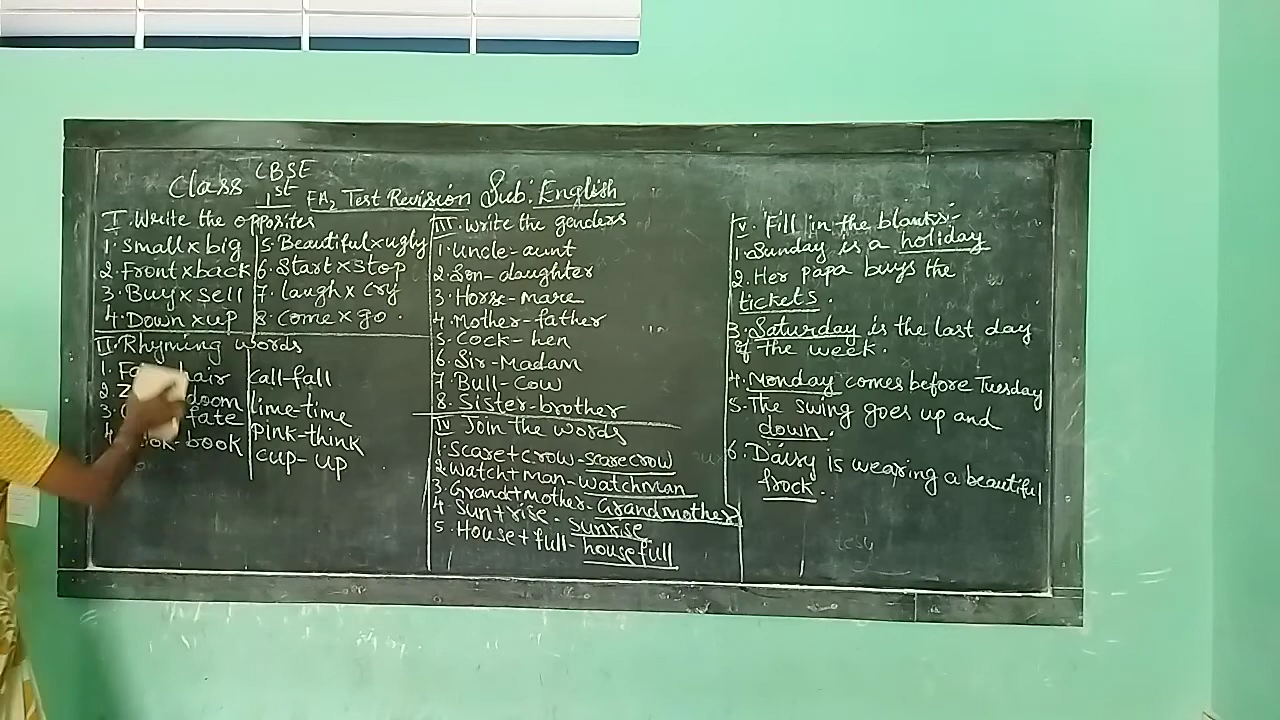 CBSE
Class 1st FA2 Test Revision Sub: English
I. Write the opposites
1. Small x big
2. Front x back
3. Buy x sell
4. Down x up
5. Beautiful x ugly
6. Start x stop
7. laugh x cry
8. Come x go.
II. Rhyming words
1. hair
2. doom
3. fate
4. book
Call-fall
lime-time
Pink-think
Cup-up
III. Write the genders
1. Uncle-aunt
2. Son-daughter
3. Horse-mare
4. Mother-father
5. Cock-hen
6. Sir-Madam
7. Bull-Cow
8. Sister-brother
IV Join the words
1. Scare+crow-scarecrow
2. Watch+man-watchman
3. Grand+mother-Grandmother
4. Sun+rise-sunrise
5. House+full-housefull
V. Fill in the blanks-
1. Sunday is a holiday
2. Her papa buys the
tickets.
3. Saturday is the last day
of the week.
4. Monday comes before Tuesday
5. The swing goes up and
down.
6. Daisy is wearing a beautiful
frock..